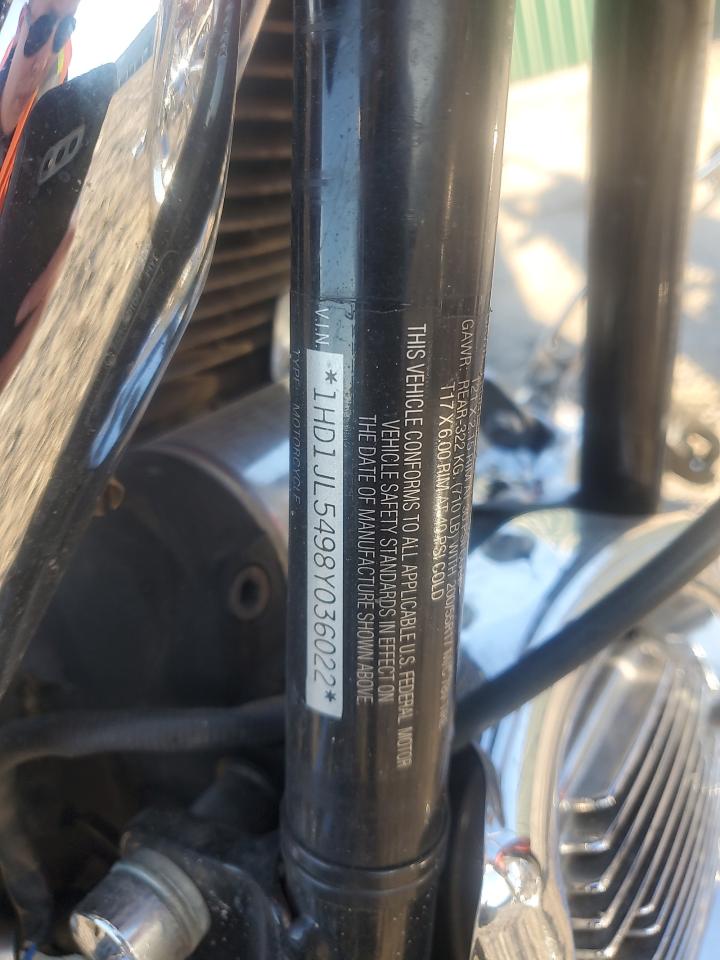 GAWR: REAR-322 KG. (710 LB) WITH 200/55R17
T17 X 6.00 RIM AT 40 PSI COLD
THIS VEHICLE CONFORMS TO ALL APPLICABLE U.S. FEDERAL MOTOR
VEHICLE SAFETY STANDARDS IN EFFECT ON
THE DATE OF MANUFACTURE SHOWN ABOVE
V.I.N. *1HD1JL5498Y036022*
TYPE: MOTORCYCLE